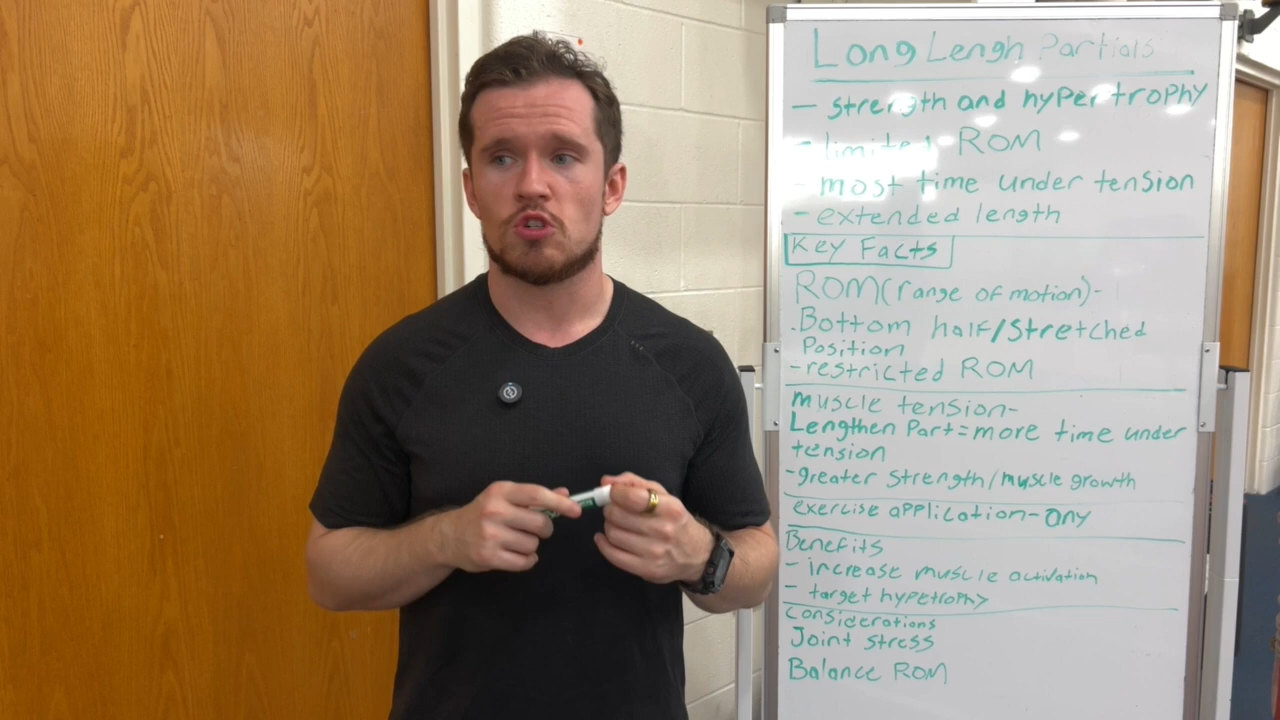 Long Lengh Partials
- strength and hypertrophy
- limited ROM
- most time under tension
- extended length
Key Facts
ROM(range of motion)-
.Bottom half/stretched
Position
-restricted ROM
muscle tension-
Lengthen Part=more time under
tension
-greater strength/muscle growth
exercise application-any
Benefits
- increase muscle activation
- target hypetrophy
Considerations
Joint stress
Balance ROM